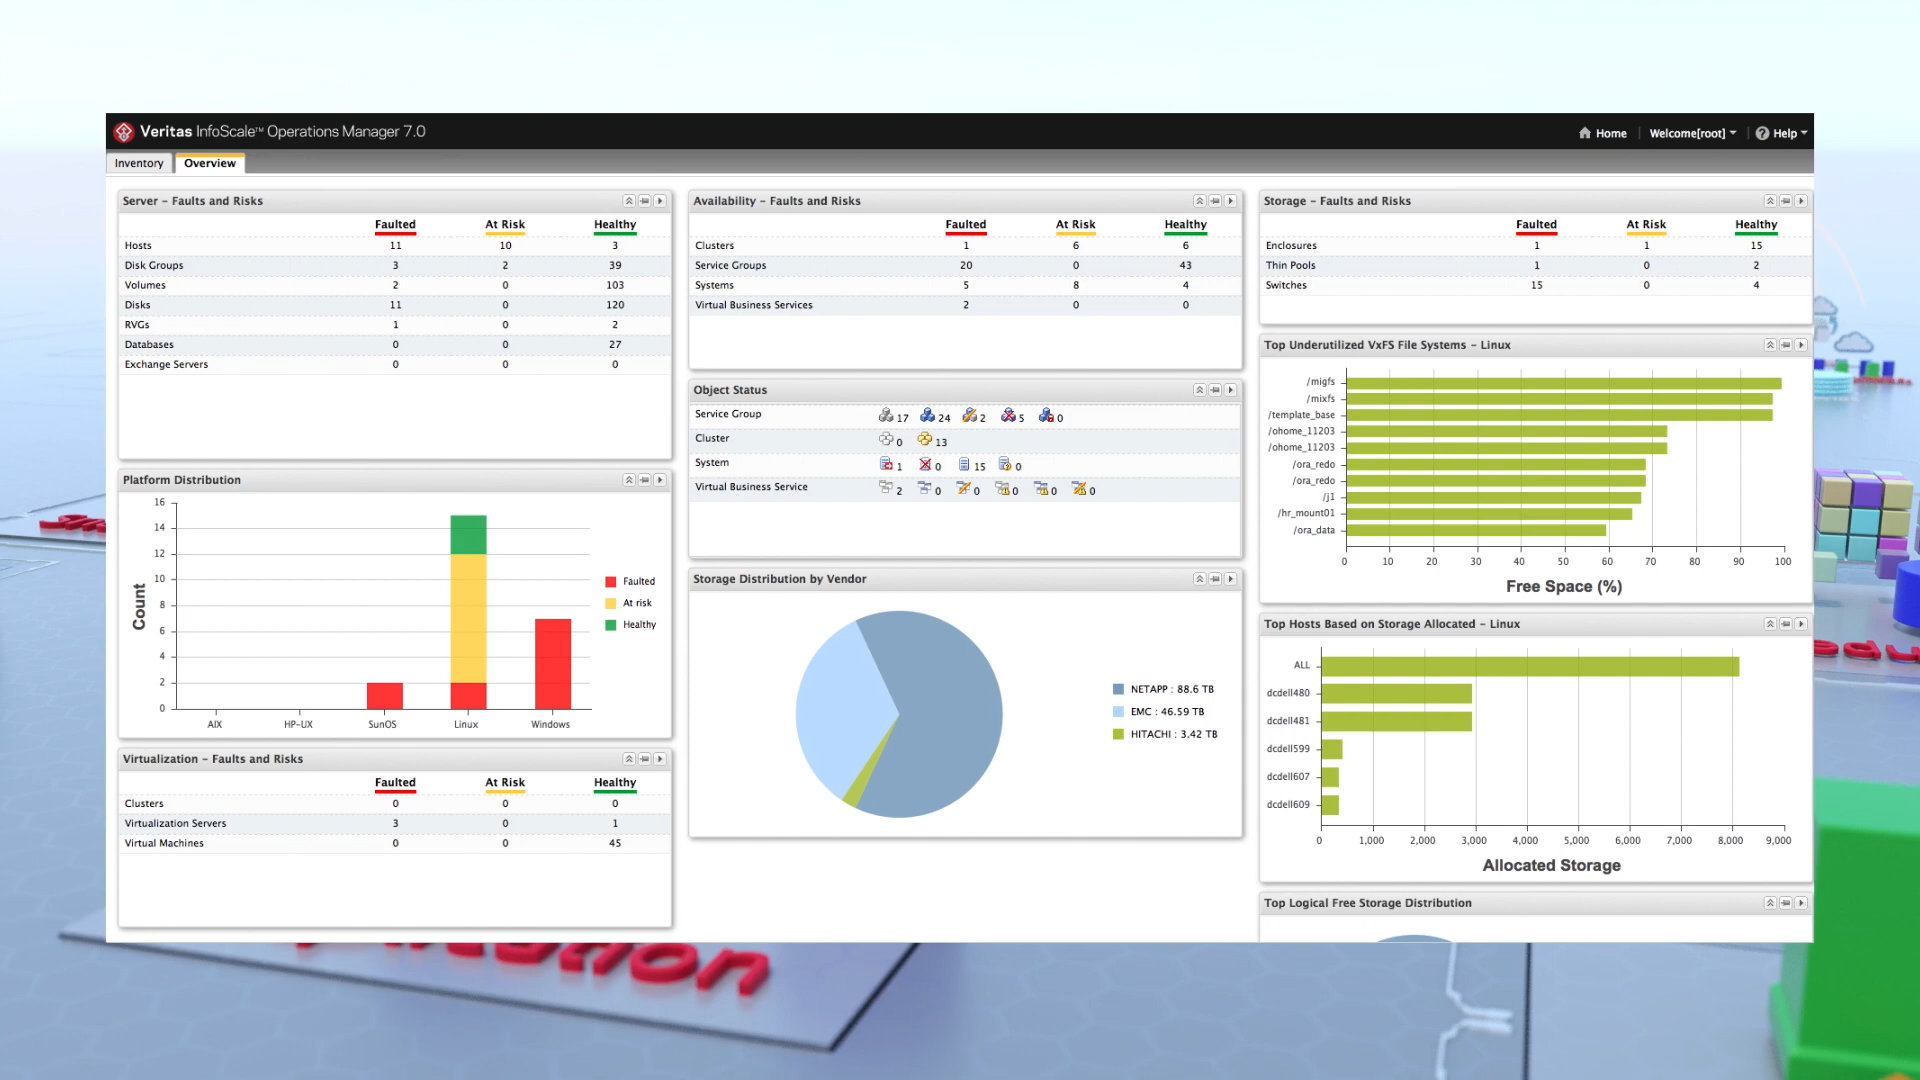 Veritas InfoScale™ Operations Manager 7.0
Home
Welcome[root]
Help
Inventory
Overview
Server – Faults and Risks
Faulted At Risk Healthy
Hosts 11 10 3
Disk Groups 3 2 39
Volumes 2 0 103
Disks 11 0 120
RVGs 1 0 2
Databases 0 0 27
Exchange Servers 0 0 0
Platform Distribution
16
14
12
10
8
6
4
2
0
Count
AIX HP-UX SunOS Linux Windows
Faulted
At risk
Healthy
Virtualization – Faults and Risks
Faulted At Risk Healthy
Clusters 0 0 0
Virtualization Servers 3 0 1
Virtual Machines 0 0 45
Availability – Faults and Risks
Faulted At Risk Healthy
Clusters 1 6 6
Service Groups 20 0 43
Systems 5 8 4
Virtual Business Services 2 0 0
Object Status
Service Group 17 24 2 5 0
Cluster 0 13
System 1 0 15 0
Virtual Business Service 2 0 0 0 0 0
Storage Distribution by Vendor
NETAPP : 88.6 TB
EMC : 46.59 TB
HITACHI : 3.42 TB
Storage – Faults and Risks
Faulted At Risk Healthy
Enclosures 1 1 15
Thin Pools 1 0 2
Switches 15 0 4
Top Underutilized VxFS File Systems – Linux
/migfs
/mixfs
/template_base
/ohome_11203
/ohome_11203
/ora_redo
/ora_redo
/j1
/hr_mount01
/ora_data
0 10 20 30 40 50 60 70 80 90 100
Free Space (%)
Top Hosts Based on Storage Allocated – Linux
ALL
dcdell480
dcdell481
dcdell599
dcdell607
dcdell609
0 1,000 2,000 3,000 4,000 5,000 6,000 7,000 8,000 9,000
Allocated Storage
Top Logical Free Storage Distribution